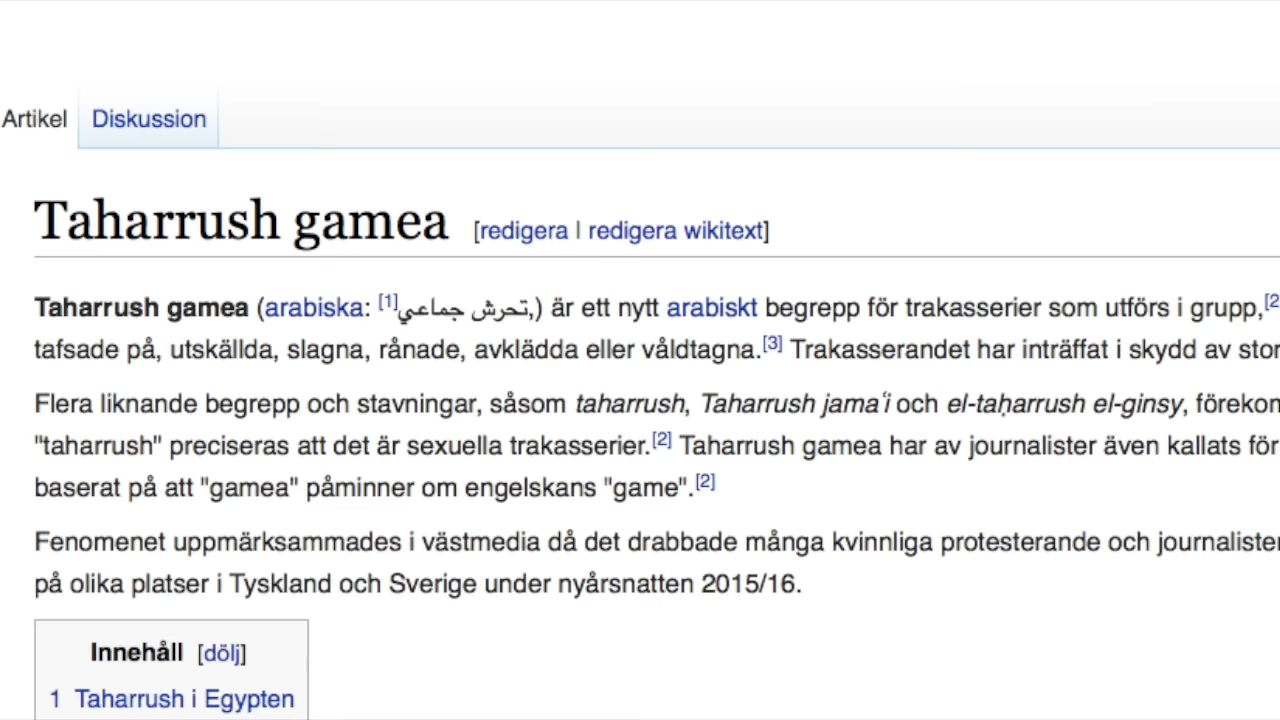 Artikel Diskussion
Taharrush gamea [redigera | redigera wikitext]
Taharrush gamea (arabiska: [1]تحرش جماعي,) är ett nytt arabiskt begrepp för trakasserier som utförs i grupp,[2
tafsade på, utskällda, slagna, rånade, avklädda eller våldtagna.[3] Trakasserandet har inträffat i skydd av stor
Flera liknande begrepp och stavningar, såsom taharrush, Taharrush jamaʿi och el-taḥarrush el-ginsy, förekom
"taharrush" preciseras att det är sexuella trakasserier.[2] Taharrush gamea har av journalister även kallats för
baserat på att "gamea" påminner om engelskans "game".[2]
Fenomenet uppmärksammades i västmedia då det drabbade många kvinnliga protesterande och journalister
på olika platser i Tyskland och Sverige under nyårsnatten 2015/16.
Innehåll [dölj]
1 Taharrush i Egypten